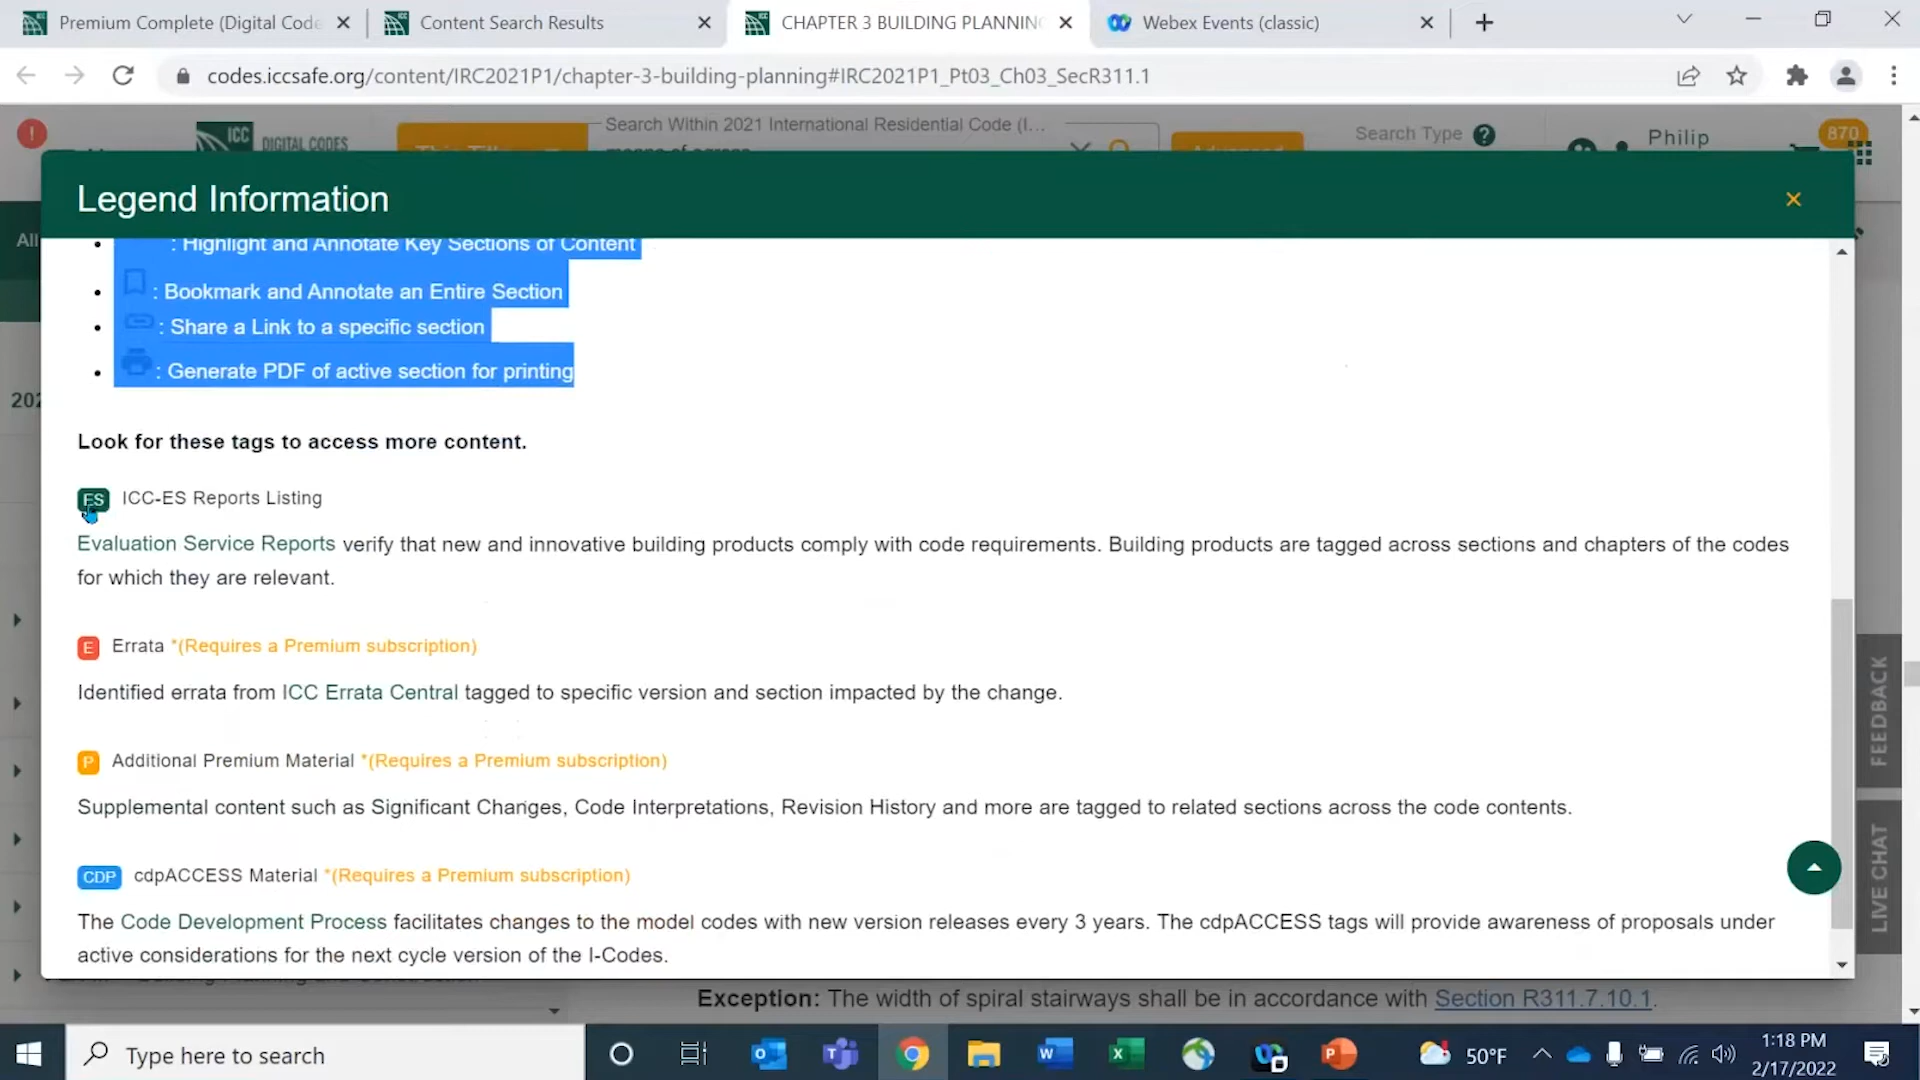 Premium Complete (Digital Code
Content Search Results
CHAPTER 3 BUILDING PLANNING
Webex Events (classic)
codes.iccsafe.org/content/IRC2021P1/chapter-3-building-planning#IRC2021P1_Pt03_Ch03_SecR311.1
ICC DIGITAL CODES
Search Within 2021 International Residential Code (I...
means of egress
Search Type ?
Philip
870
Legend Information
All
202
: Highlight and Annotate Key Sections of Content
: Bookmark and Annotate an Entire Section
: Share a Link to a specific section
: Generate PDF of active section for printing
Look for these tags to access more content.
ES ICC-ES Reports Listing
Evaluation Service Reports verify that new and innovative building products comply with code requirements. Building products are tagged across sections and chapters of the codes
for which they are relevant.
E Errata *(Requires a Premium subscription)
Identified errata from ICC Errata Central tagged to specific version and section impacted by the change.
P Additional Premium Material *(Requires a Premium subscription)
Supplemental content such as Significant Changes, Code Interpretations, Revision History and more are tagged to related sections across the code contents.
CDP cdpACCESS Material *(Requires a Premium subscription)
The Code Development Process facilitates changes to the model codes with new version releases every 3 years. The cdpACCESS tags will provide awareness of proposals under
active considerations for the next cycle version of the I-Codes.
FEEDBACK
LIVE CHAT
Exception: The width of spiral stairways shall be in accordance with Section R311.7.10.1.
Type here to search
50°F
1:18 PM
2/17/2022